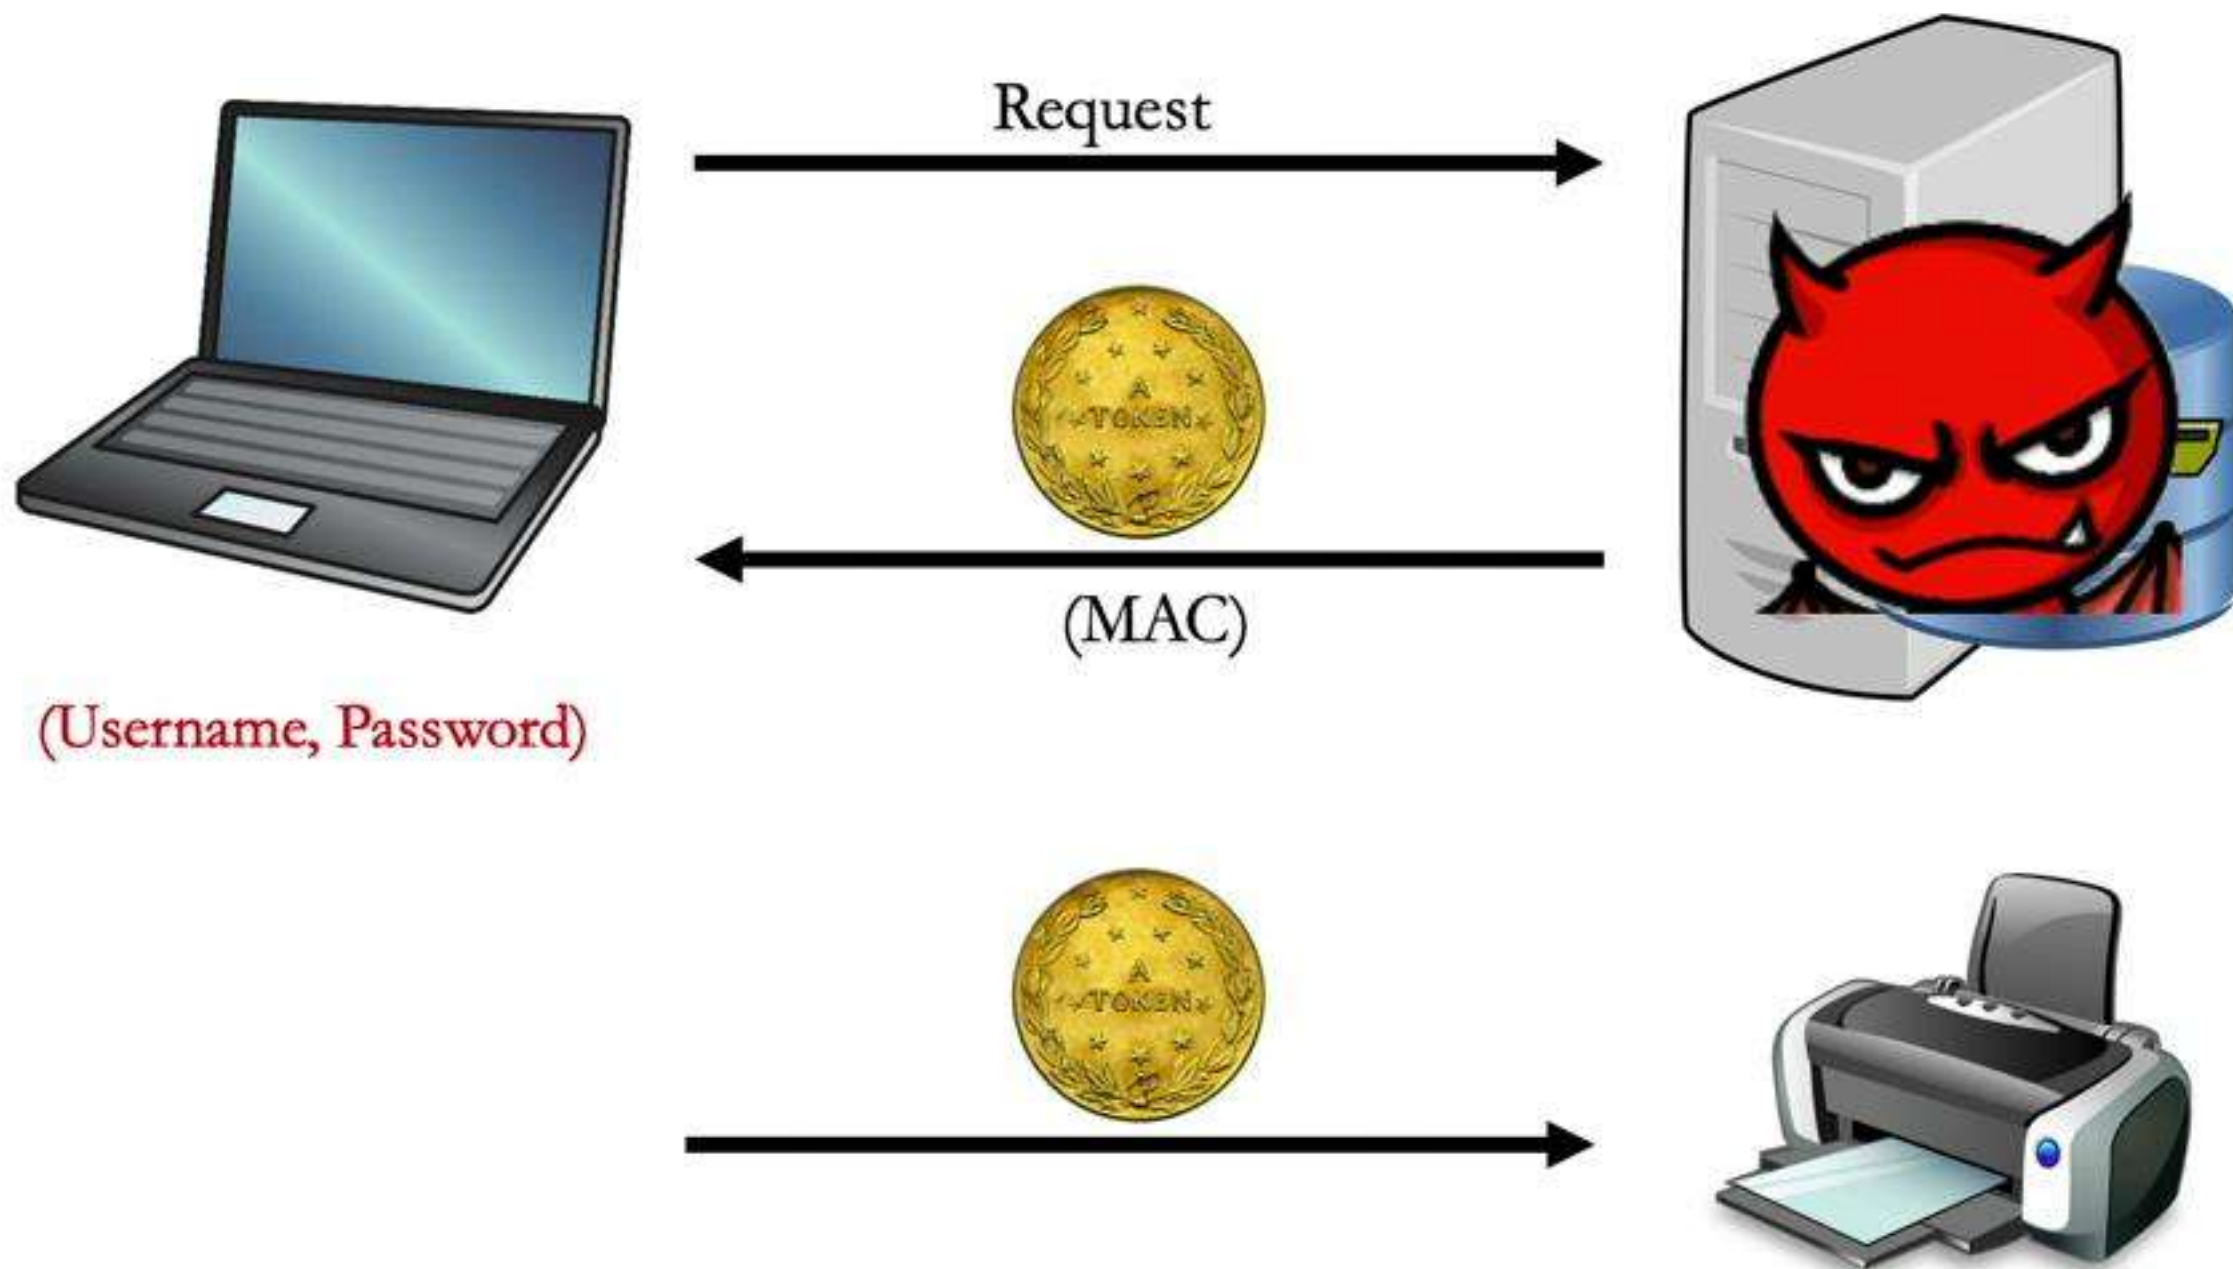 Request
A
TOKEN
(MAC)
(Username, Password)
A
TOKEN